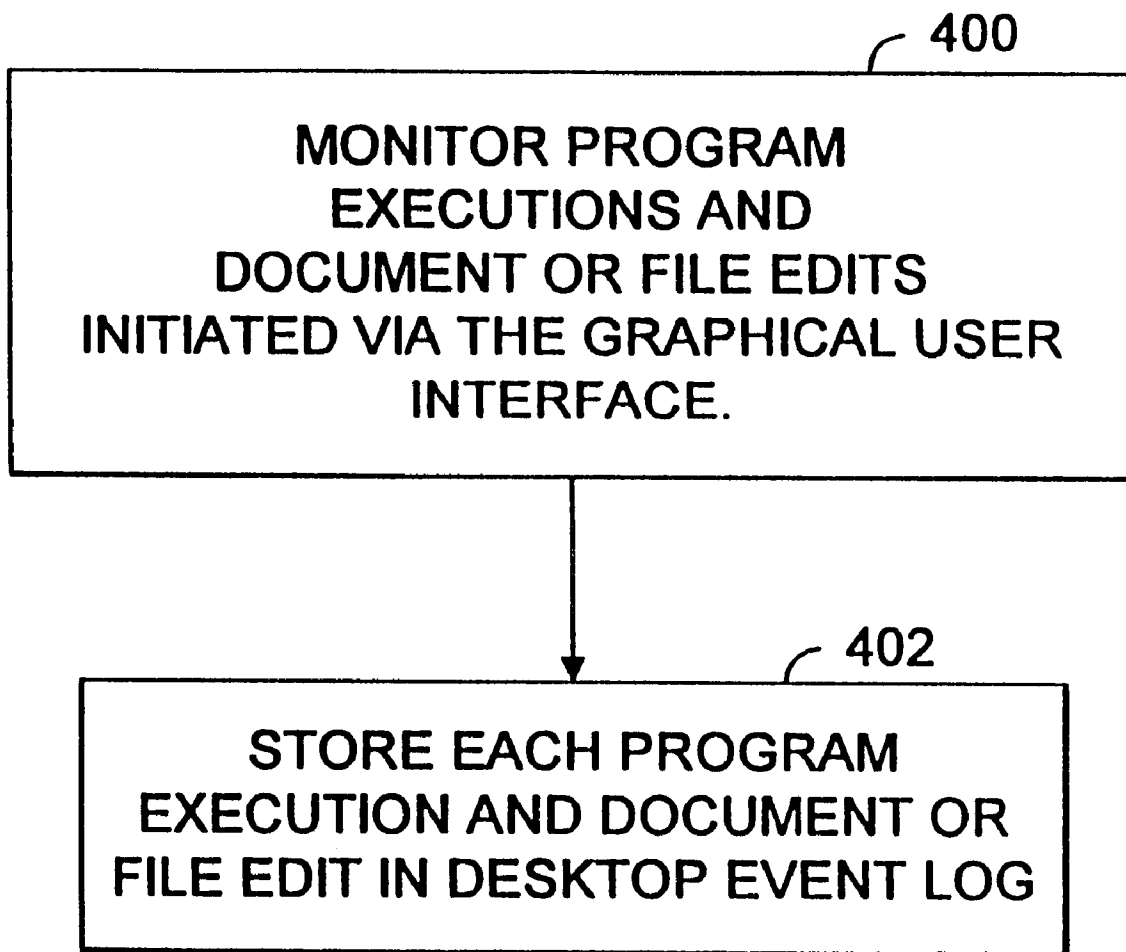 400
MONITOR PROGRAM
EXECUTIONS AND
DOCUMENT OR FILE EDITS
INITIATED VIA THE GRAPHICAL USER
INTERFACE.
402
STORE EACH PROGRAM
EXECUTION AND DOCUMENT OR
FILE EDIT IN DESKTOP EVENT LOG